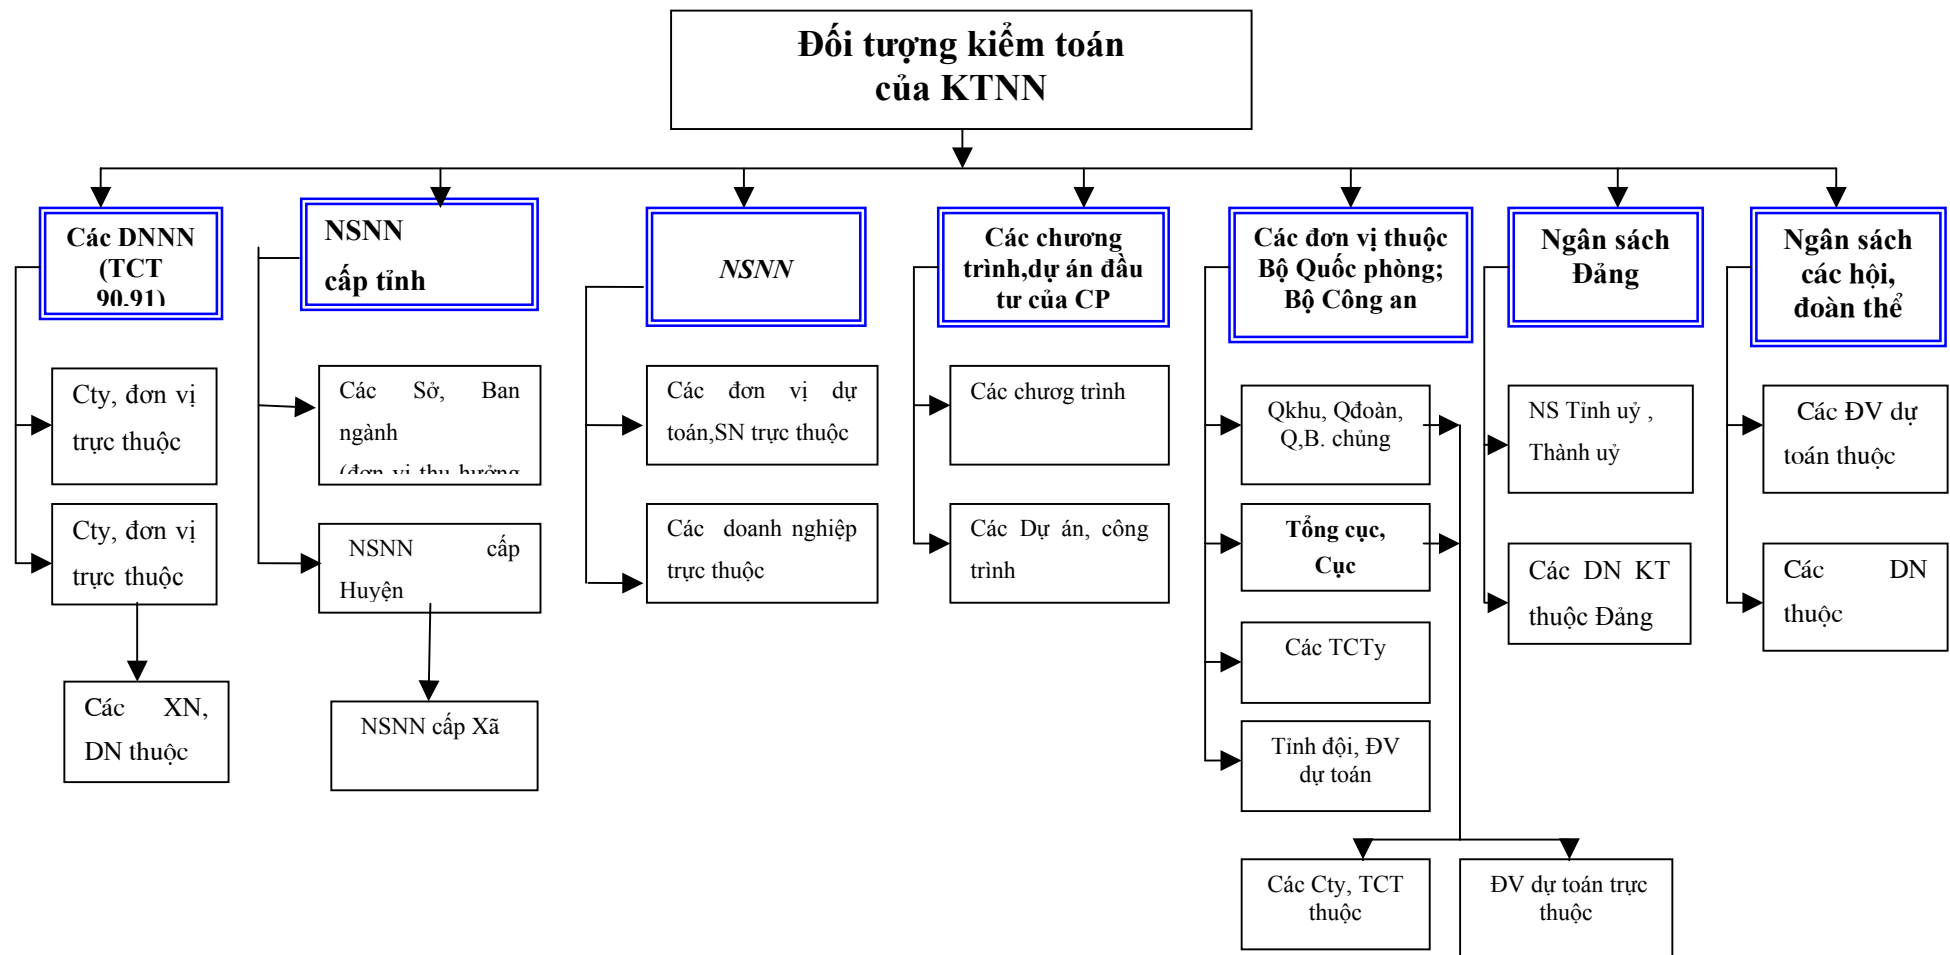 Đối tượng kiểm toán
của KTNN
Các DNNN
(TCT
90,91)
NSNN
cấp tỉnh
NSNN
Các chương
trình,dự án đầu
tư của CP
Các đơn vị thuộc
Bộ Quốc phòng;
Bộ Công an
Ngân sách
Đảng
Ngân sách
các hội,
đoàn thể
Cty, đơn vị
trực thuộc
Các Sở, Ban
ngành
(đơn vị thụ hưởng
Các đơn vị dự
toán,SN trực thuộc
Các chươg trình
Qkhu, Qđoàn,
Q,B. chủng
NS Tỉnh uỷ ,
Thành uỷ
Các ĐV dự
toán thuộc
Cty, đơn vị
trực thuộc
NSNN cấp
Huyện
Các doanh nghiệp
trực thuộc
Các Dự án, công
trình
Tổng cục,
Cục
Các DN KT
thuộc Đảng
Các DN
thuộc
Các TCTy
Các XN,
DN thuộc
NSNN cấp Xã
Tỉnh đội, ĐV
dự toán
Các Cty, TCT
thuộc
ĐV dự toán trực
thuộc